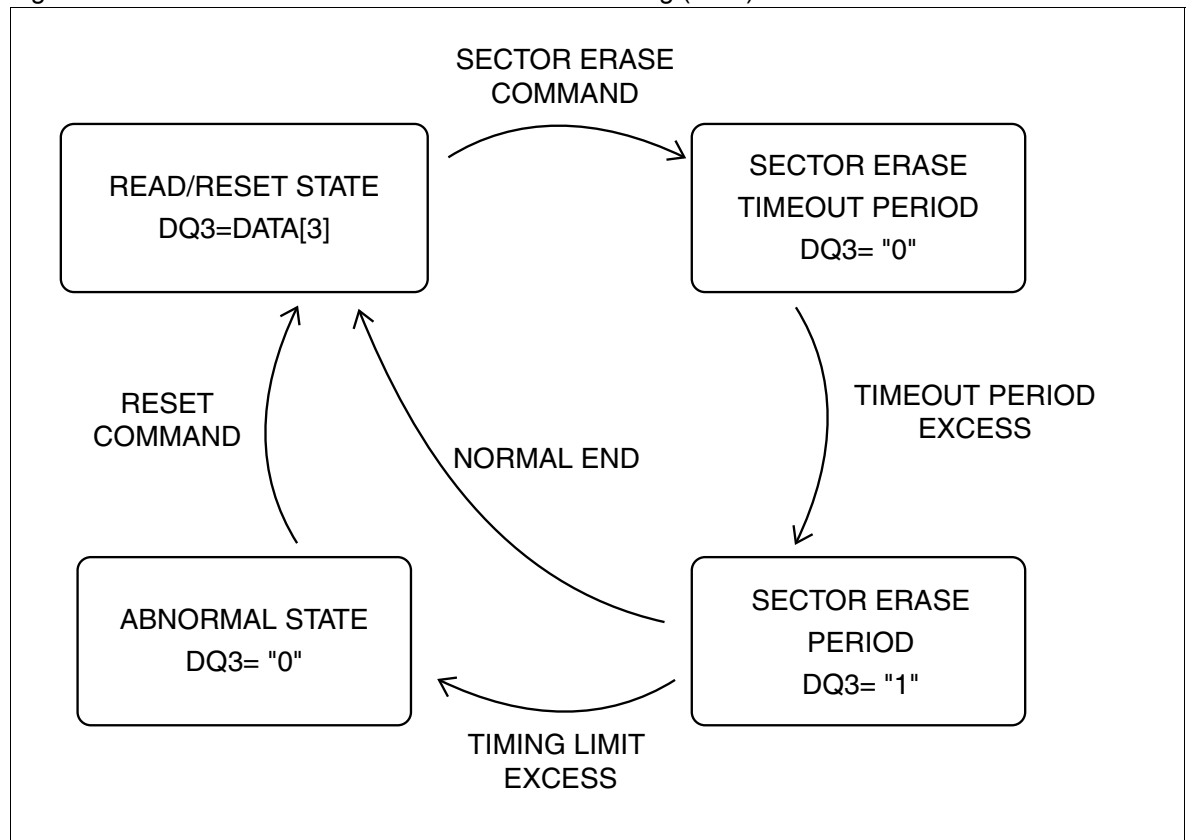 SECTOR ERASE
COMMAND
READ/RESET STATE
DQ3=DATA[3]
SECTOR ERASE
TIMEOUT PERIOD
DQ3= "0"
RESET
COMMAND
NORMAL END
TIMEOUT PERIOD
EXCESS
ABNORMAL STATE
DQ3= "0"
SECTOR ERASE
PERIOD
DQ3= "1"
TIMING LIMIT
EXCESS